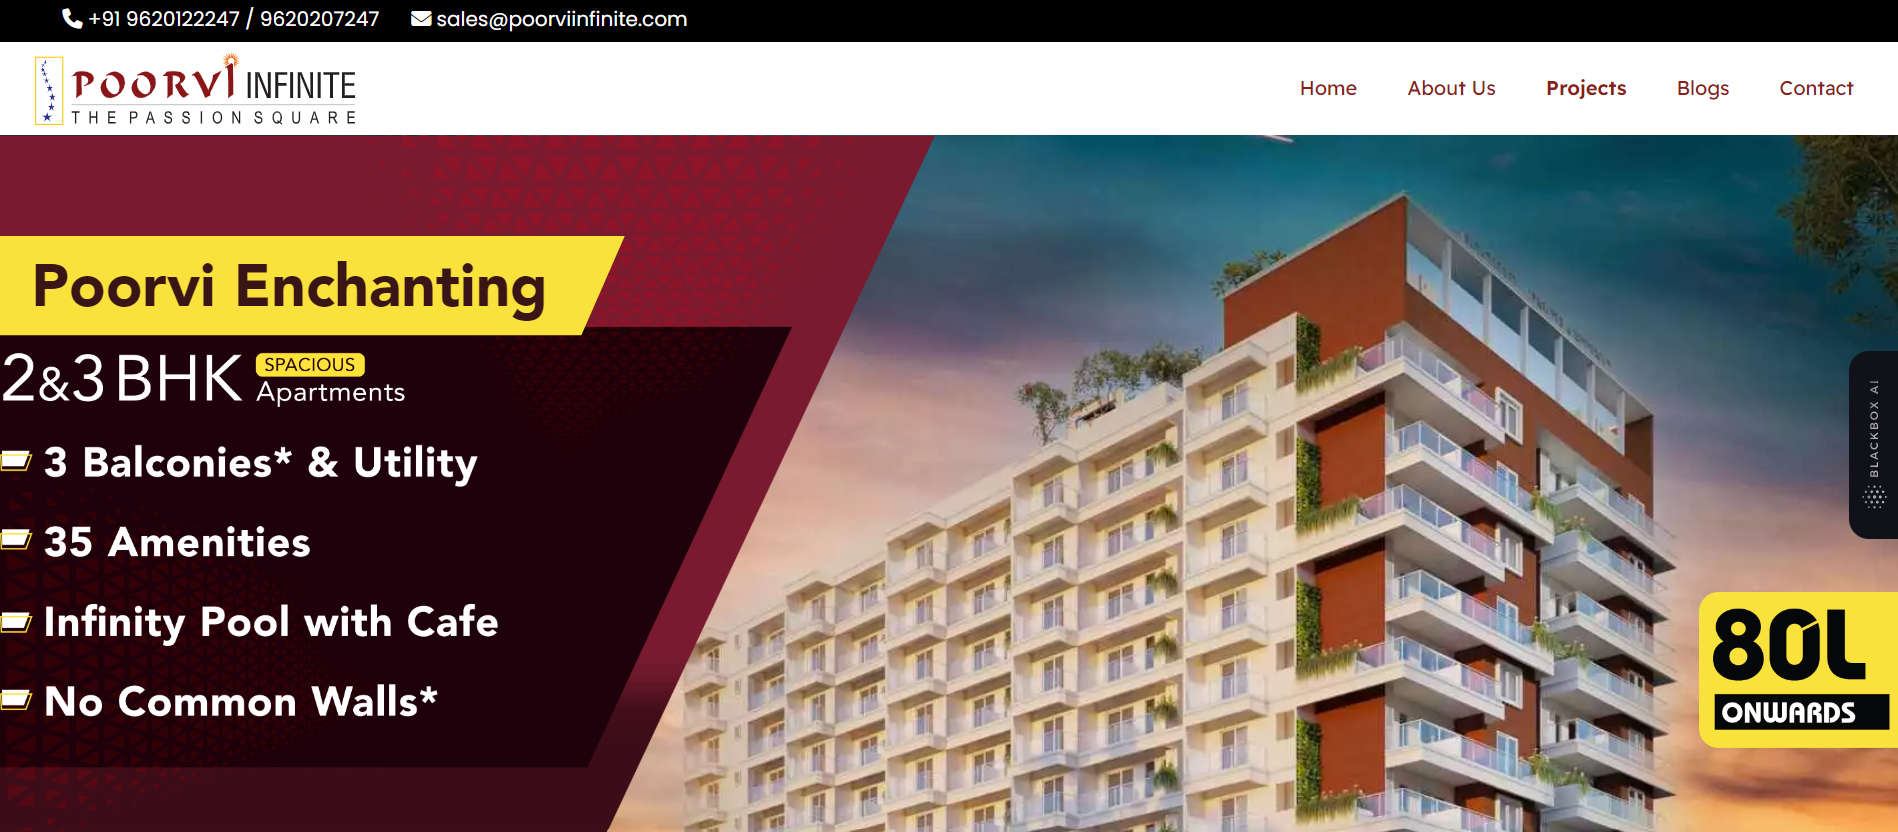 +91 9620122247 / 9620207247
sales@poorviinfinite.com
POORVI INFINITE
THE PASSION SQUARE
Home
About Us
Projects
Blogs
Contact
Poorvi Enchanting
2&3 BHK SPACIOUS Apartments
3 Balconies* & Utility
35 Amenities
Infinity Pool with Cafe
No Common Walls*
BLACKBOX AI
80L
ONWARDS